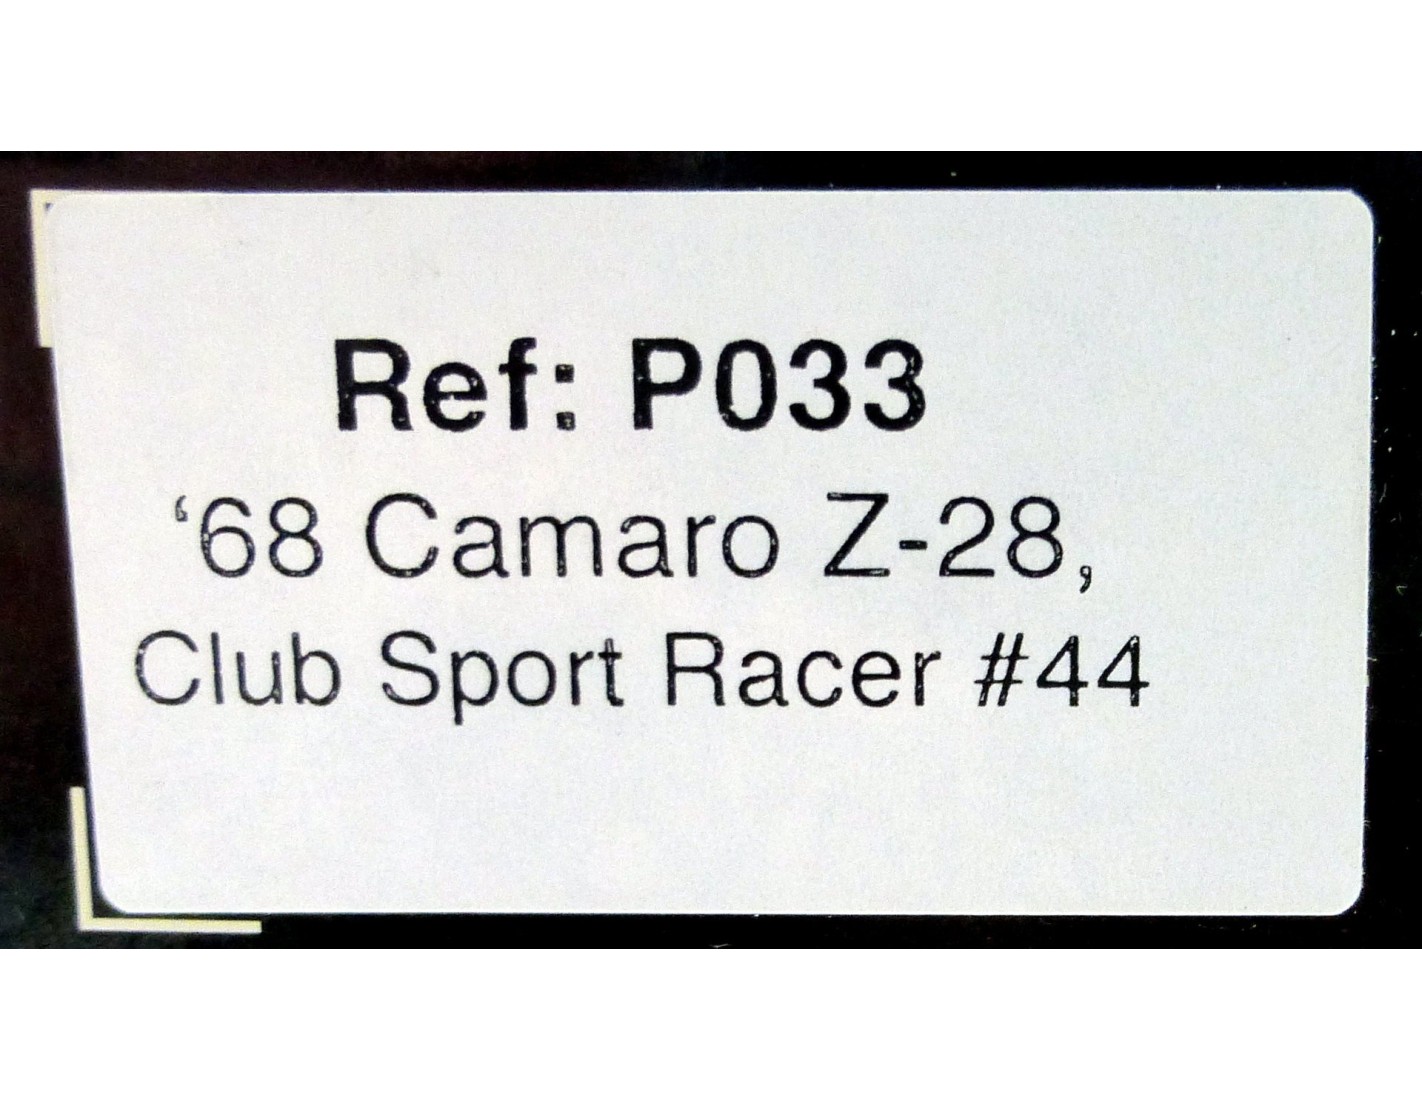 Ref: P033
‘68 Camaro Z-28,
Club Sport Racer #44